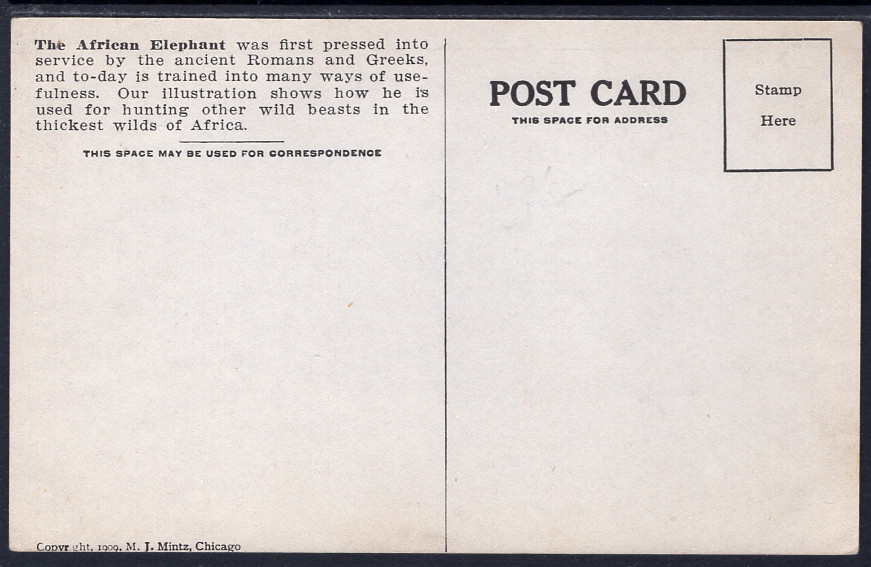 The African Elephant was first pressed into
service by the ancient Romans and Greeks,
and to-day is trained into many ways of use-
fulness. Our illustration shows how he is
used for hunting other wild beasts in the
thickest wilds of Africa.
THIS SPACE MAY BE USED FOR CORRESPONDENCE
POST CARD
THIS SPACE FOR ADDRESS
Stamp
Here
Copyright, 1909, M. J. Mintz, Chicago